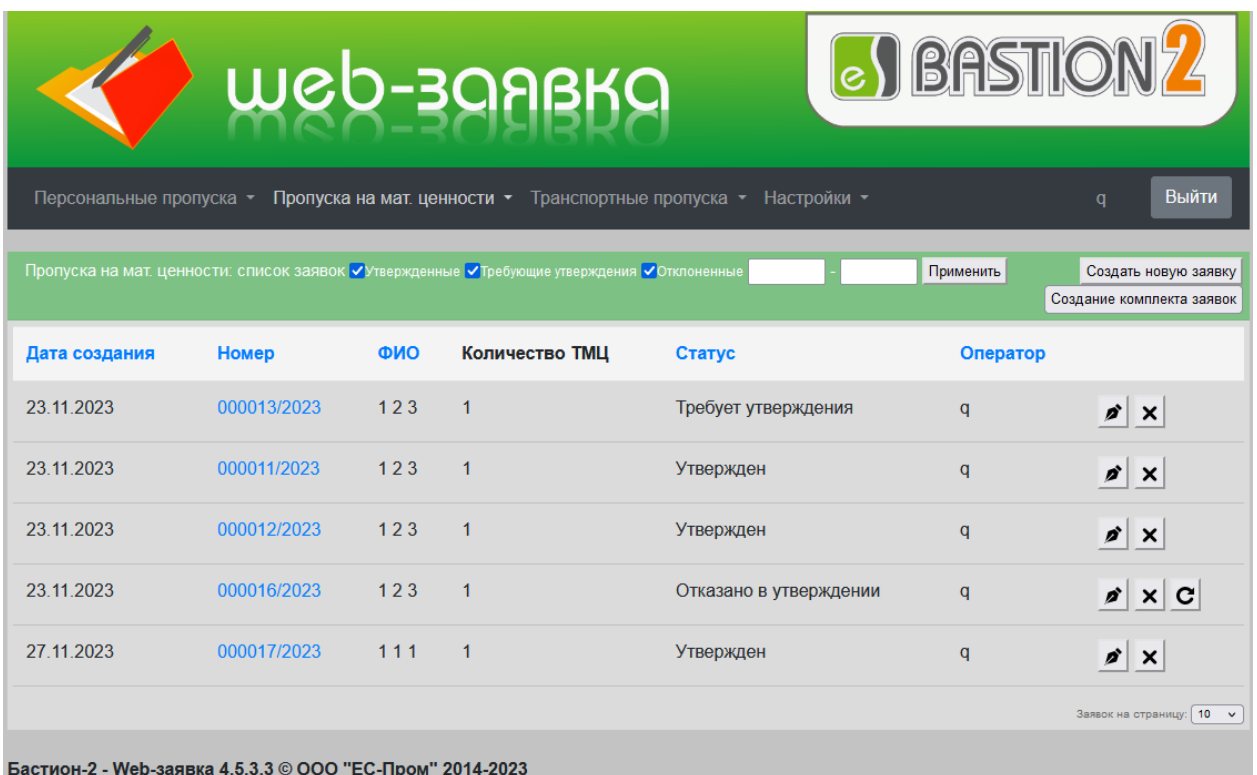 web-заявка
eS BASTION2
Персональные пропуска Пропуска на мат. ценности Транспортные пропуска Настройки q Выйти
Пропуска на мат. ценности: список заявок Утвержденные Требующие утверждения Отклоненные - Применить Создать новую заявку
Создание комплекта заявок
Дата создания Номер ФИО Количество ТМЦ Статус Оператор
23.11.2023 000013/2023 1 2 3 1 Требует утверждения q
23.11.2023 000011/2023 1 2 3 1 Утвержден q
23.11.2023 000012/2023 1 2 3 1 Утвержден q
23.11.2023 000016/2023 1 2 3 1 Отказано в утверждении q
27.11.2023 000017/2023 1 1 1 1 Утвержден q
Заявок на страницу: 10
Бастион-2 - Web-заявка 4.5.3.3 © ООО "ЕС-Пром" 2014-2023